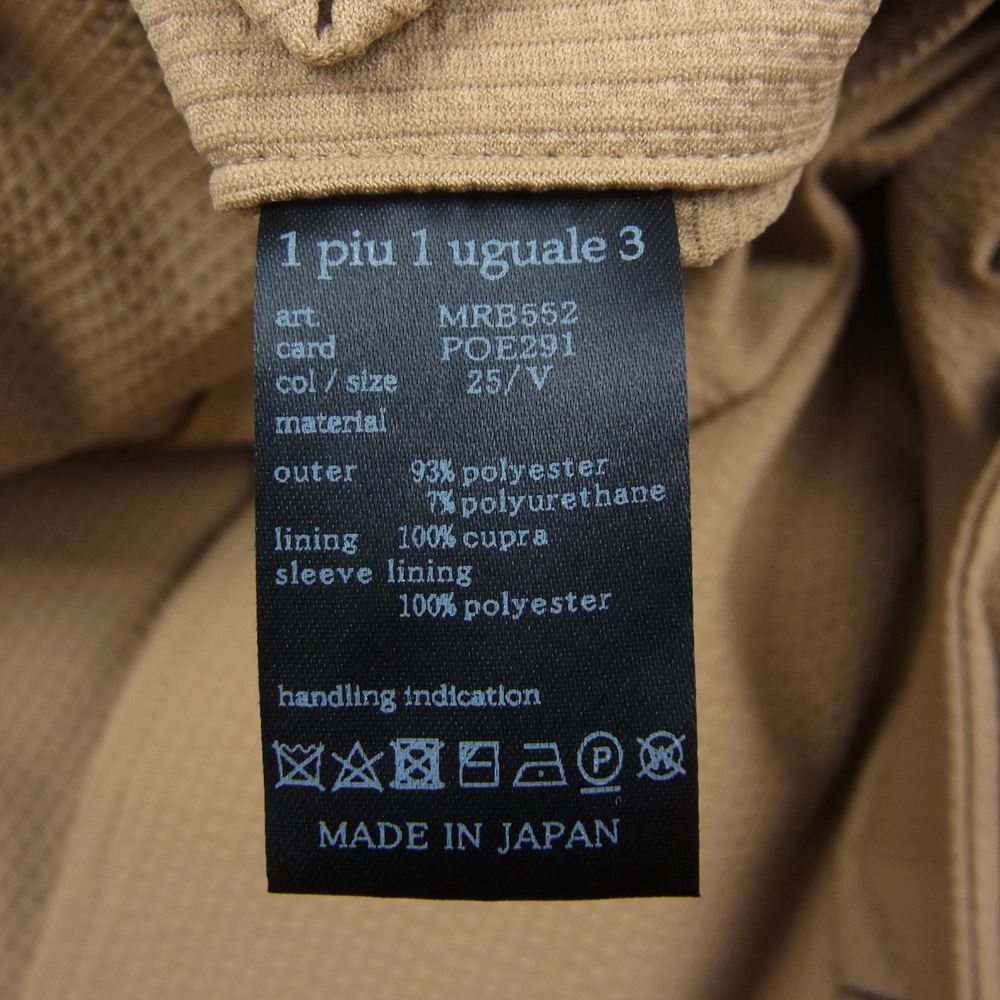 1 piu 1 uguale 3
art. MRB552
card POE291
col / size 25/V
material
outer 93% polyester
7% polyurethane
lining 100% cupra
sleeve lining
100% polyester
handling indication
P W
MADE IN JAPAN